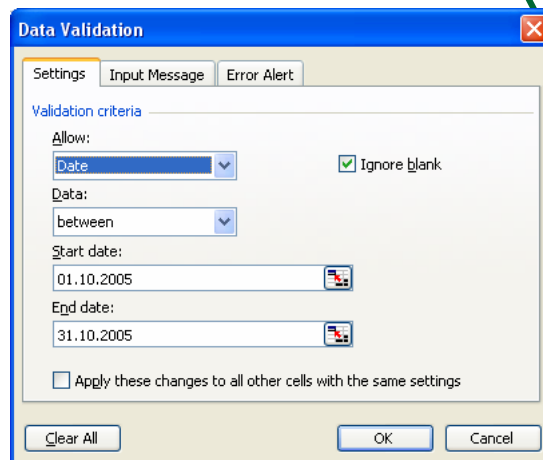 Data Validation
Settings Input Message Error Alert
Validation criteria
Allow:
Date Ignore blank
Data:
between
Start date:
01.10.2005
End date:
31.10.2005
Apply these changes to all other cells with the same settings
Clear All OK Cancel